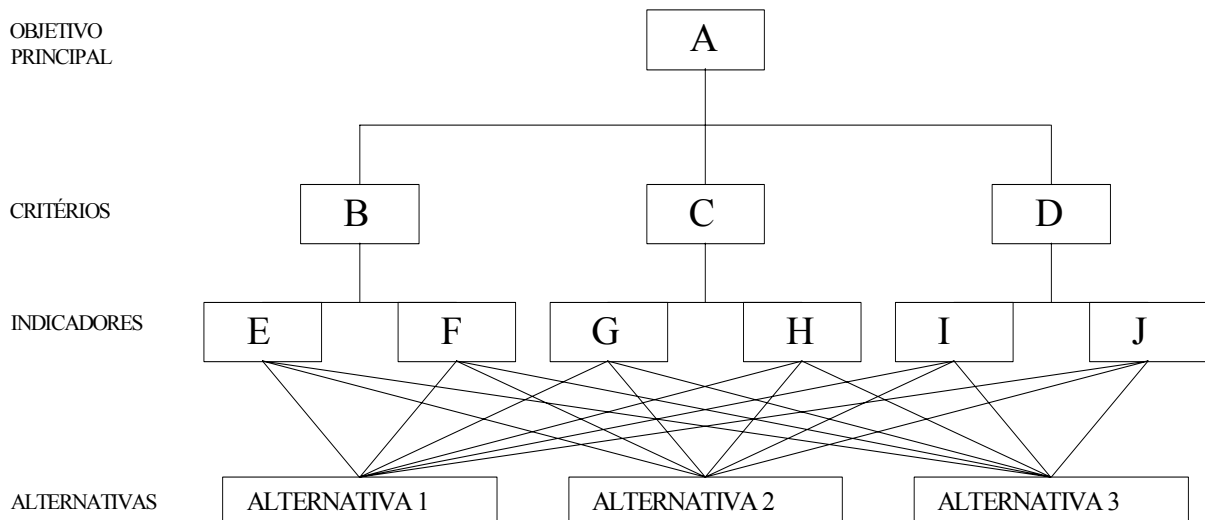 OBJETIVO
PRINCIPAL
A
CRITÉRIOS
B
C
D
INDICADORES
E
F
G
H
I
J
ALTERNATIVAS
ALTERNATIVA 1
ALTERNATIVA 2
ALTERNATIVA 3